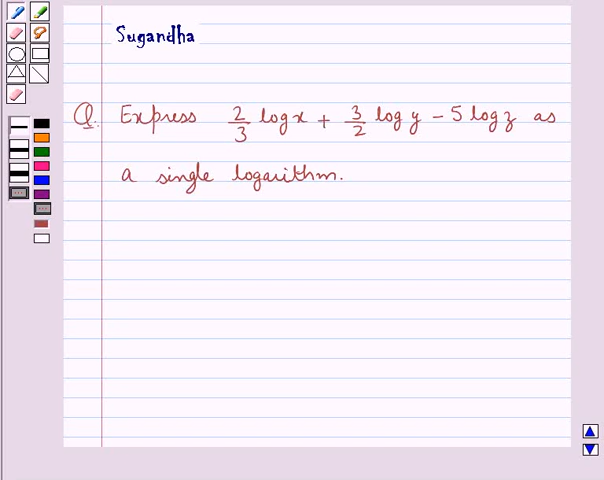 Sugandha
Q. Express 2/3 log x + 3/2 log y - 5 log z as
a single logarithm.